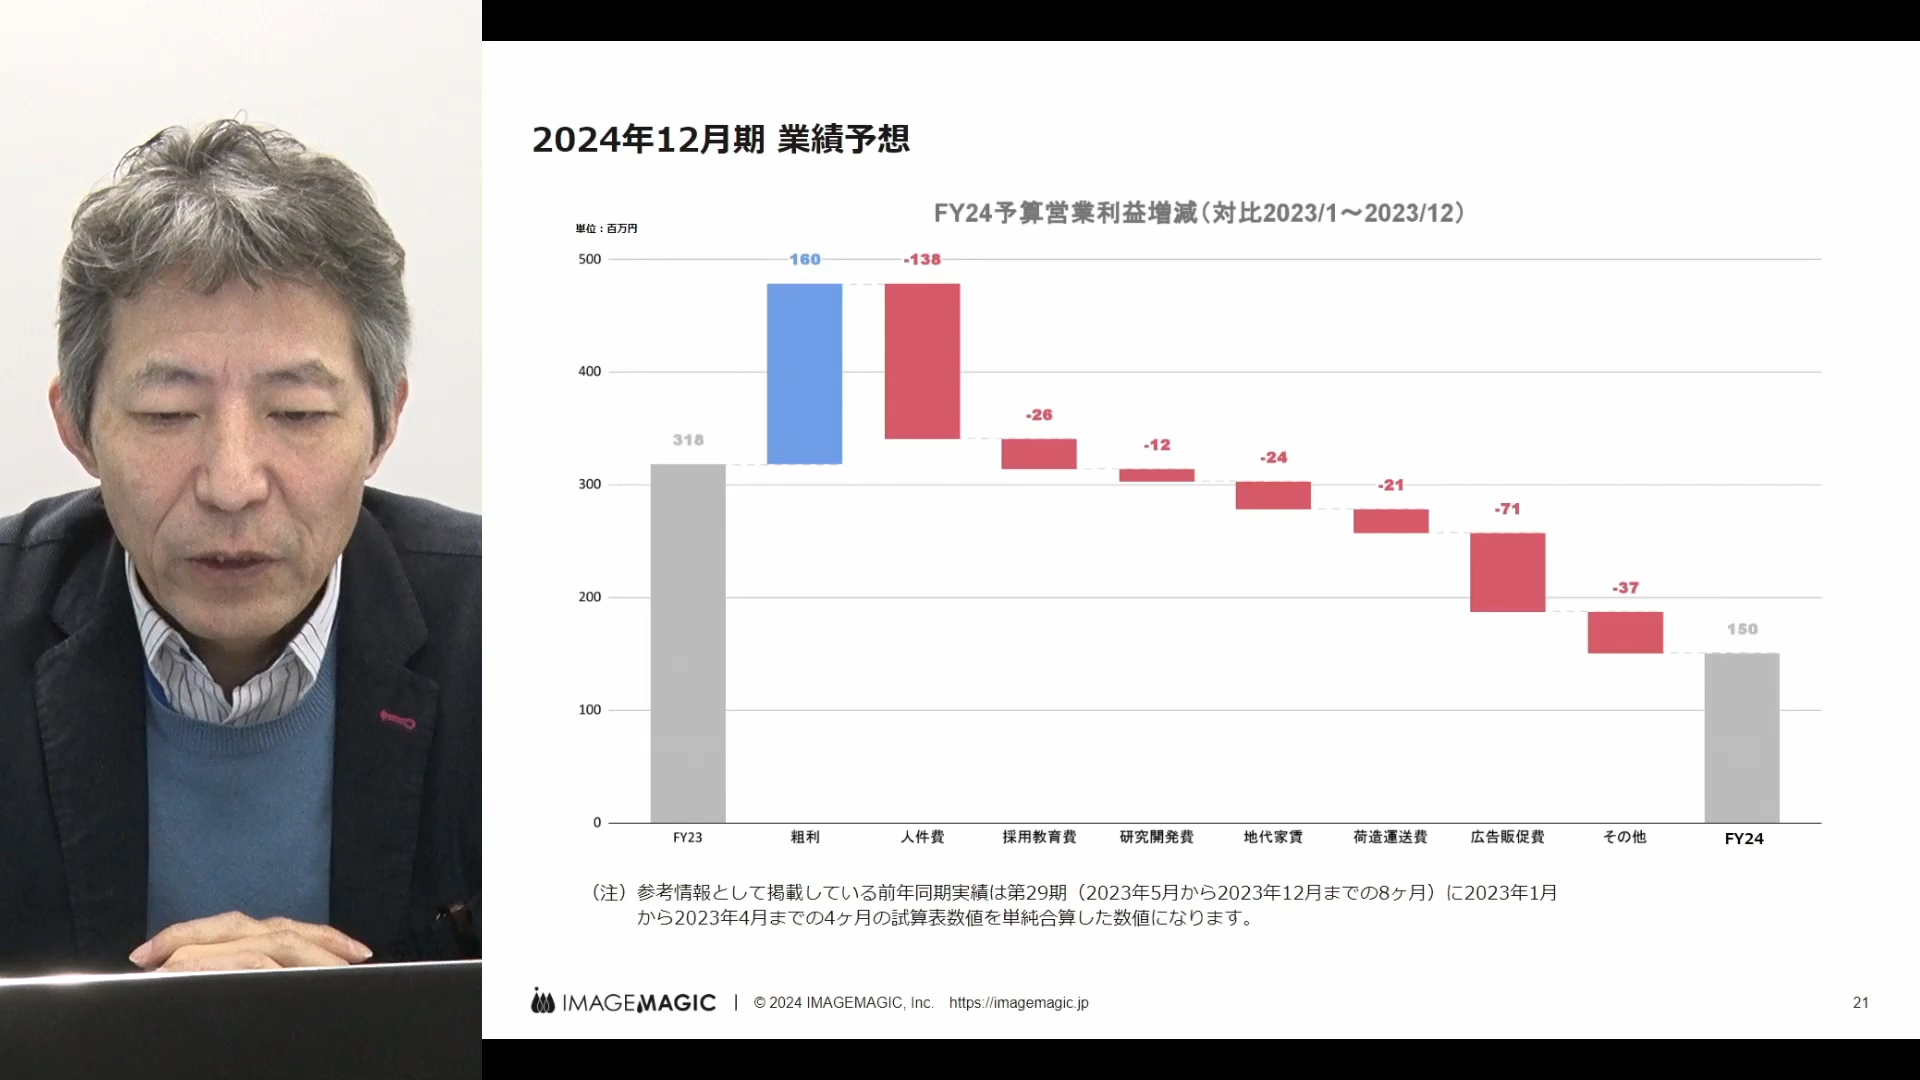 2024年12月期 業績予想
FY24予算営業利益増減（対比2023/1～2023/12）
単位：百万円
500
400
300
200
100
0
318
160
-138
-26
-12
-24
-21
-71
-37
150
FY23
粗利
人件費
採用教育費
研究開発費
地代家賃
荷造運送費
広告販促費
その他
FY24
（注）参考情報として掲載している前年同期実績は第29期（2023年5月から2023年12月までの8ヶ月）に2023年1月
から2023年4月までの4ヶ月の試算表数値を単純合算した数値になります。
IMAGEMAGIC | © 2024 IMAGEMAGIC, Inc. https://imagemagic.jp
21